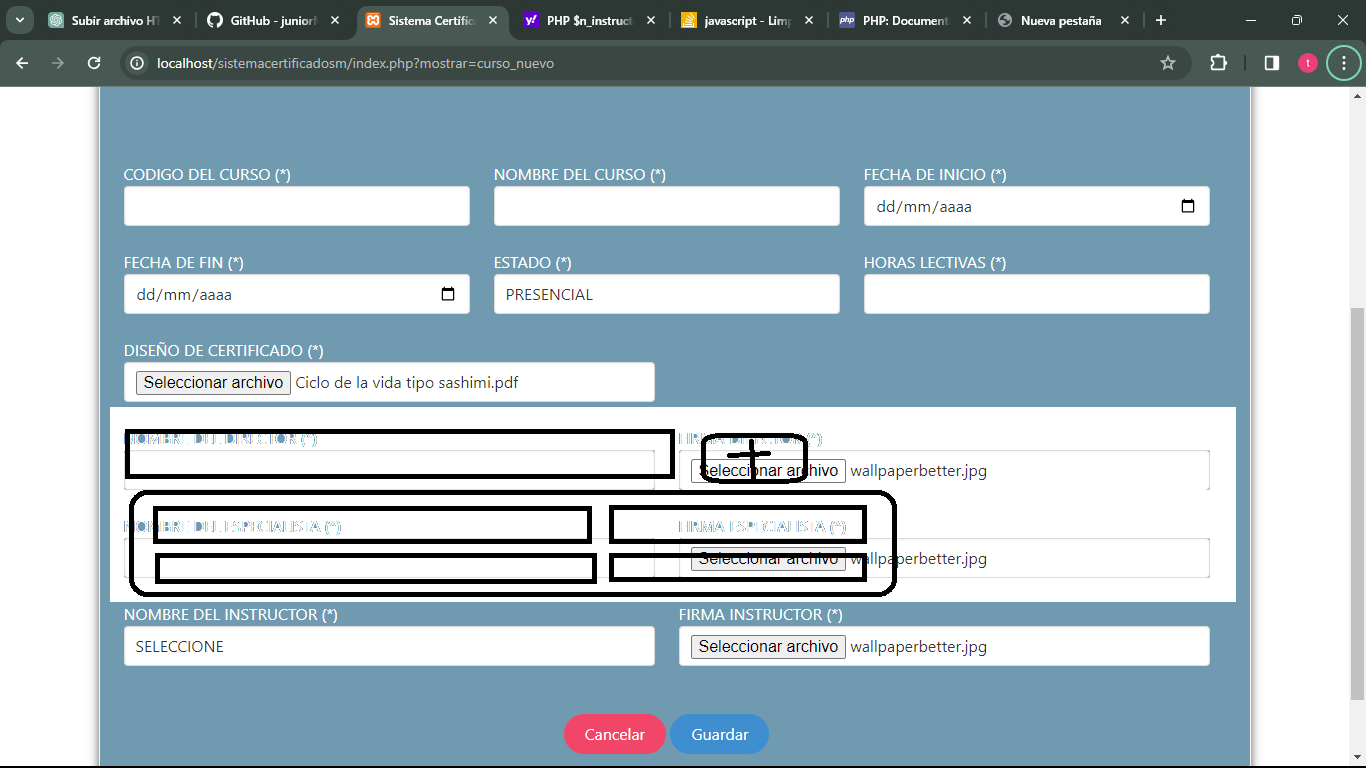 Subir archivo HT
GitHub - junior
Sistema Certific
PHP $n_instruct
javascript - Lim
PHP: Document
Nueva pestaña
localhost/sistemacertificadosm/index.php?mostrar=curso_nuevo
t
CODIGO DEL CURSO (*)
NOMBRE DEL CURSO (*)
FECHA DE INICIO (*)
dd/mm/aaaa
FECHA DE FIN (*)
ESTADO (*)
HORAS LECTIVAS (*)
dd/mm/aaaa
PRESENCIAL
DISEÑO DE CERTIFICADO (*)
Seleccionar archivo Ciclo de la vida tipo sashimi.pdf
NOMBRE DEL DIRECTOR (*)
FIRMA DIRECTOR (*)
+
Seleccionar archivo wallpaperbetter.jpg
NOMBRE DEL ESPECIALISTA (*)
FIRMA ESPECIALISTA (*)
Seleccionar archivo wallpaperbetter.jpg
NOMBRE DEL INSTRUCTOR (*)
FIRMA INSTRUCTOR (*)
SELECCIONE
Seleccionar archivo wallpaperbetter.jpg
Cancelar
Guardar